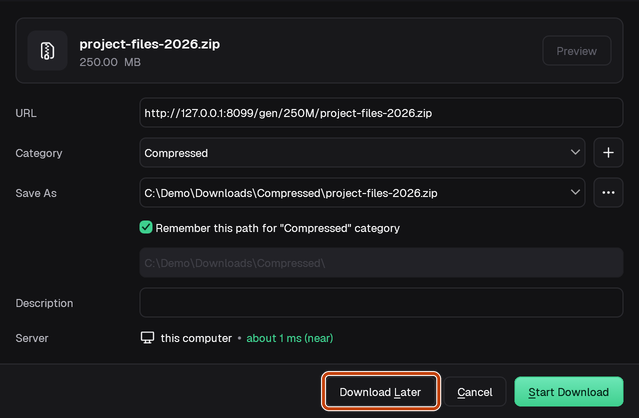 project-files-2026.zip
250.00 MB
Preview
URL
http://127.0.0.1:8099/gen/250M/project-files-2026.zip
Category
Compressed
Save As
C:\Demo\Downloads\Compressed\project-files-2026.zip
Remember this path for "Compressed" category
C:\Demo\Downloads\Compressed\
Description
Server
this computer • about 1 ms (near)
Download Later
Cancel
Start Download